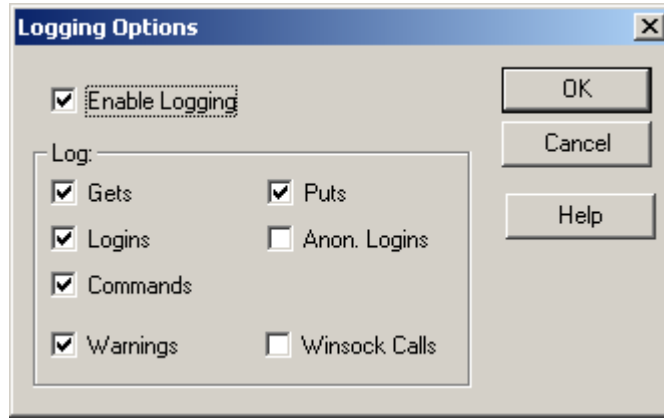 Logging Options
Enable Logging
OK
Cancel
Help
Log:
Gets
Puts
Logins
Anon. Logins
Commands
Warnings
Winsock Calls